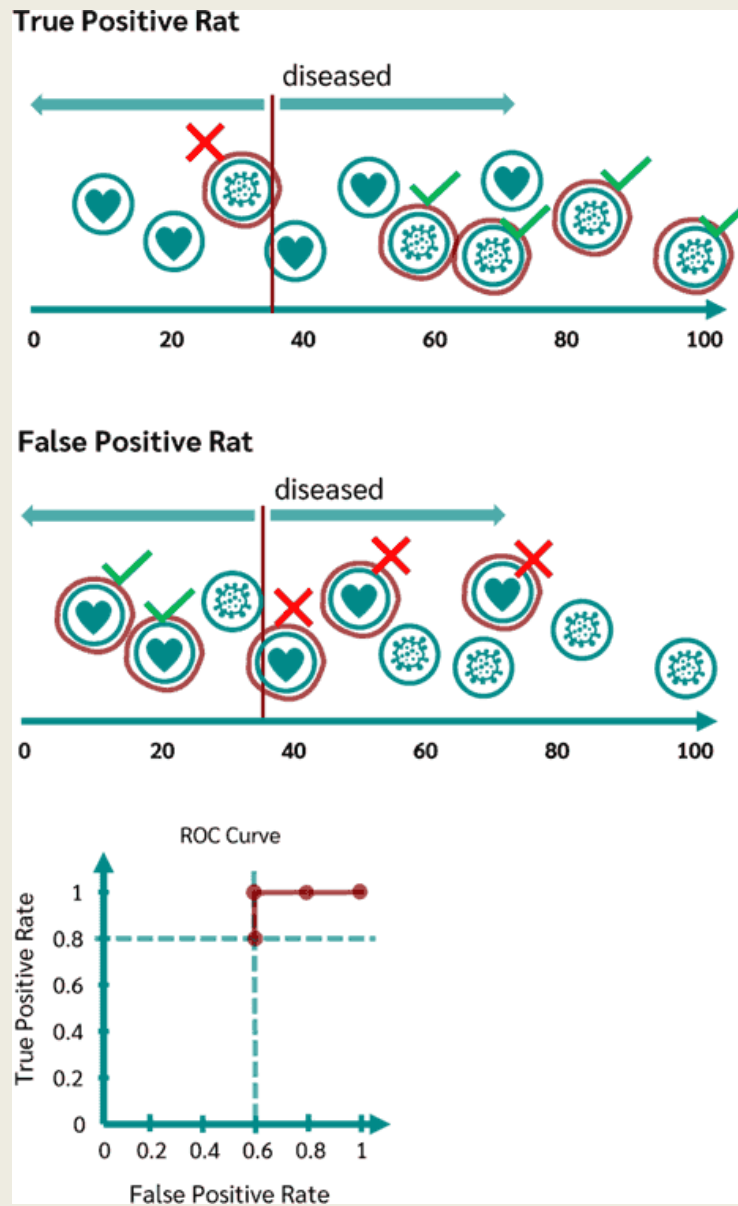 True Positive Rat
diseased
0 20 40 60 80 100
False Positive Rat
diseased
0 20 40 60 80 100
ROC Curve
True Positive Rate
1
0.8
0.6
0.4
0.2
0
0 0.2 0.4 0.6 0.8 1
False Positive Rate